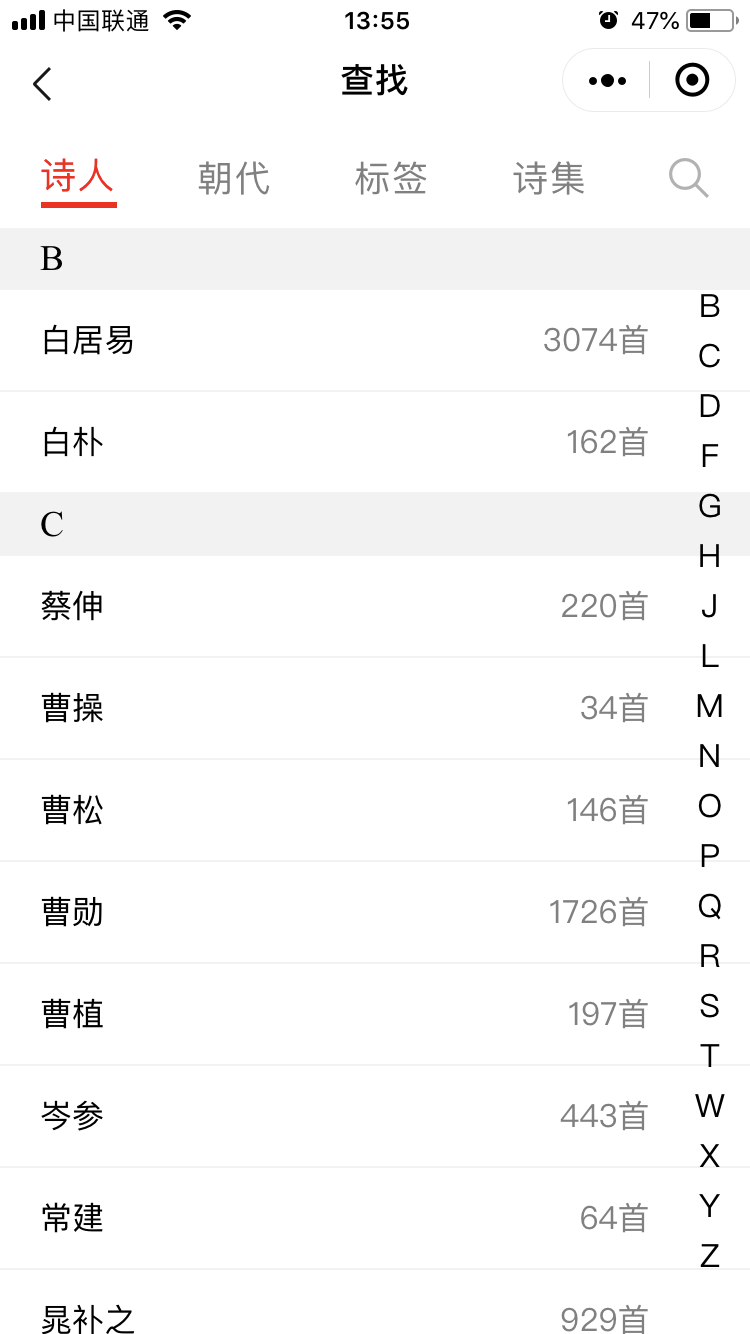 中国联通 13:55 47%
查找
诗人 朝代 标签 诗集
B
白居易 3074首
白朴 162首
C
蔡伸 220首
曹操 34首
曹松 146首
曹勋 1726首
曹植 197首
岑参 443首
常建 64首
晁补之 929首
B
C
D
F
G
H
J
L
M
N
O
P
Q
R
S
T
W
X
Y
Z